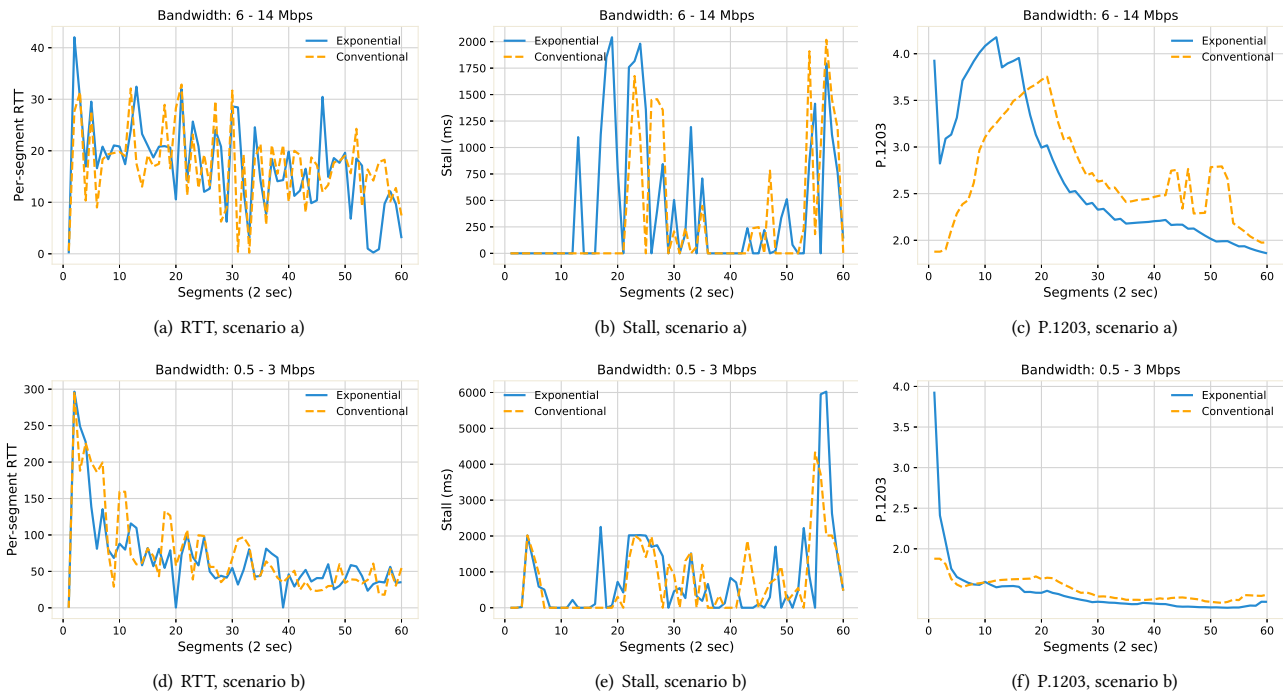 Bandwidth: 6 - 14 Mbps
Per-segment RTT
40
30
20
10
0
Exponential
Conventional
0 10 20 30 40 50 60
Segments (2 sec)
(a) RTT, scenario a)
Bandwidth: 6 - 14 Mbps
Stall (ms)
2000
1750
1500
1250
1000
750
500
250
0
Exponential
Conventional
0 10 20 30 40 50 60
Segments (2 sec)
(b) Stall, scenario a)
Bandwidth: 6 - 14 Mbps
P.1203
4.0
3.5
3.0
2.5
2.0
Exponential
Conventional
0 10 20 30 40 50 60
Segments (2 sec)
(c) P.1203, scenario a)
Bandwidth: 0.5 - 3 Mbps
Per-segment RTT
300
250
200
150
100
50
0
Exponential
Conventional
0 10 20 30 40 50 60
Segments (2 sec)
(d) RTT, scenario b)
Bandwidth: 0.5 - 3 Mbps
Stall (ms)
6000
5000
4000
3000
2000
1000
0
Exponential
Conventional
0 10 20 30 40 50 60
Segments (2 sec)
(e) Stall, scenario b)
Bandwidth: 0.5 - 3 Mbps
P.1203
4.0
3.5
3.0
2.5
2.0
Exponential
Conventional
0 10 20 30 40 50 60
Segments (2 sec)
(f) P.1203, scenario b)